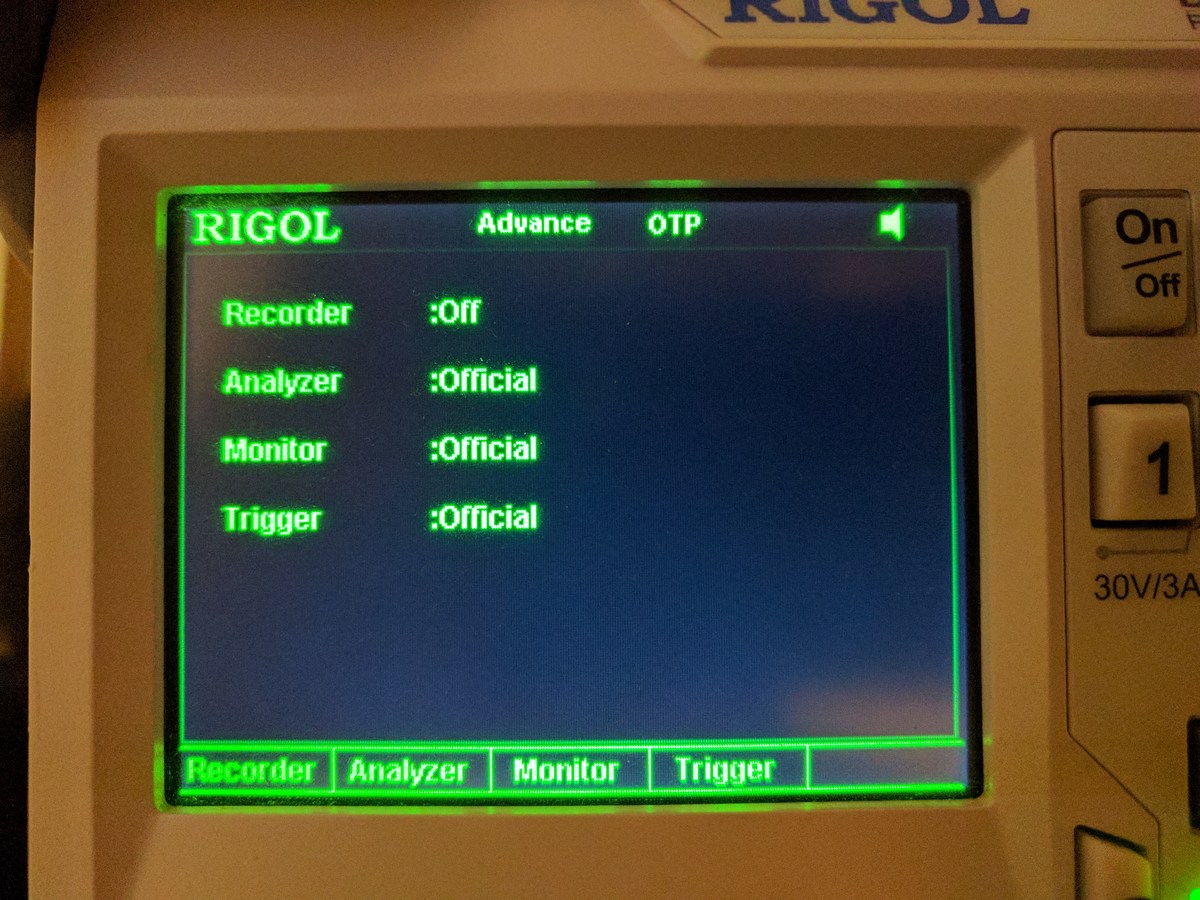 RIGOL
RIGOL Advance OTP
On
Off
Recorder :Off
Analyzer :Official
1
Monitor :Official
Trigger :Official
30V/3A
Recorder Analyzer Monitor Trigger